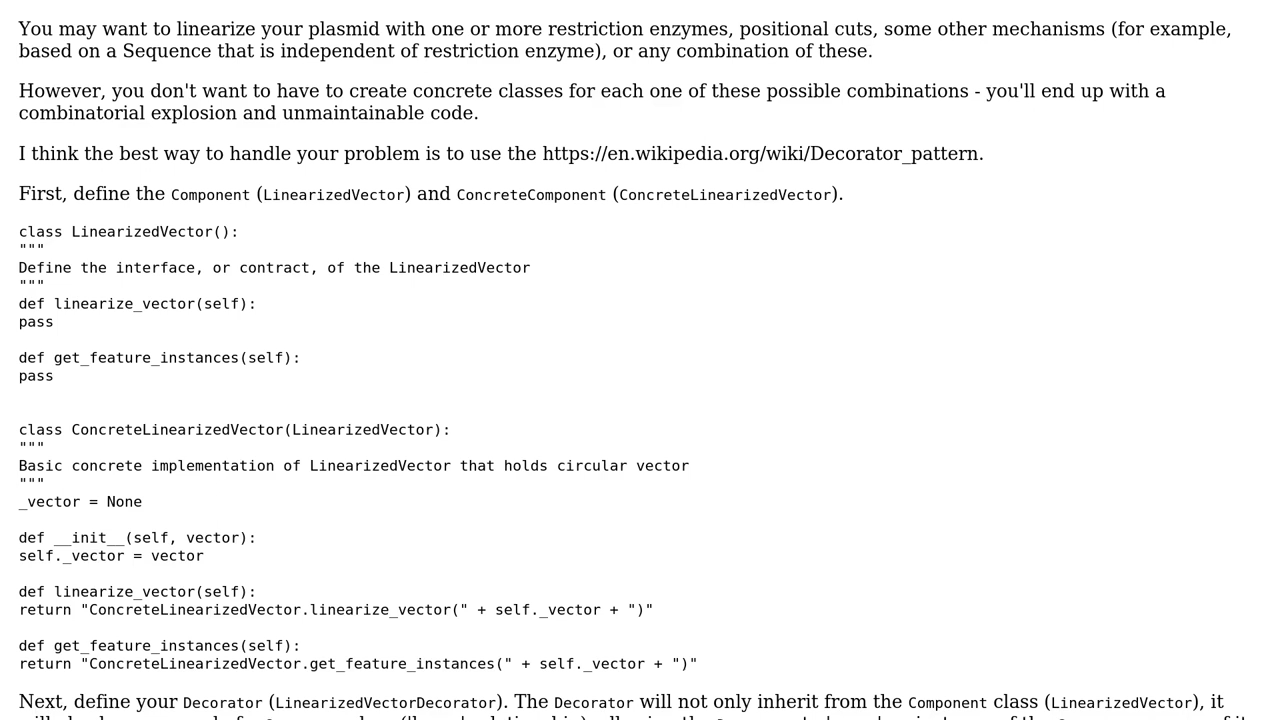 You may want to linearize your plasmid with one or more restriction enzymes, positional cuts, some other mechanisms (for example,
based on a Sequence that is independent of restriction enzyme), or any combination of these.
However, you don't want to have to create concrete classes for each one of these possible combinations - you'll end up with a
combinatorial explosion and unmaintainable code.
I think the best way to handle your problem is to use the https://en.wikipedia.org/wiki/Decorator_pattern.
First, define the Component (LinearizedVector) and ConcreteComponent (ConcreteLinearizedVector).
class LinearizedVector():
"""
Define the interface, or contract, of the LinearizedVector
"""
def linearize_vector(self):
pass
def get_feature_instances(self):
pass
class ConcreteLinearizedVector(LinearizedVector):
"""
Basic concrete implementation of LinearizedVector that holds circular vector
"""
_vector = None
def __init__(self, vector):
self._vector = vector
def linearize_vector(self):
return "ConcreteLinearizedVector.linearize_vector(" + self._vector + ")"
def get_feature_instances(self):
return "ConcreteLinearizedVector.get_feature_instances(" + self._vector + ")"
Next, define your Decorator (LinearizedVectorDecorator). The Decorator will not only inherit from the Component class (LinearizedVector), it